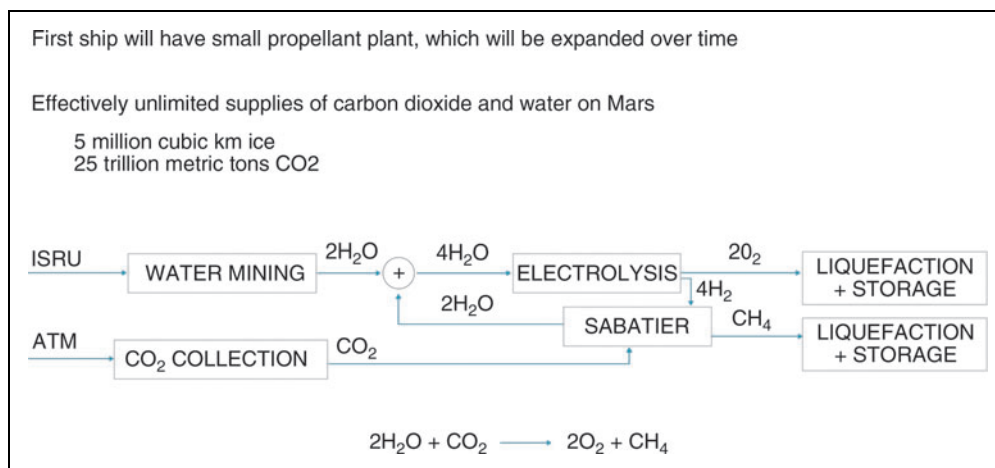 First ship will have small propellant plant, which will be expanded over time
Effectively unlimited supplies of carbon dioxide and water on Mars
5 million cubic km ice
25 trillion metric tons CO2
ISRU
WATER MINING
2H₂O
+
4H₂O
ELECTROLYSIS
2O₂
LIQUEFACTION
+ STORAGE
4H₂
2H₂O
SABATIER
CH₄
LIQUEFACTION
+ STORAGE
ATM
CO₂ COLLECTION
CO₂
2H₂O + CO₂ → 2O₂ + CH₄